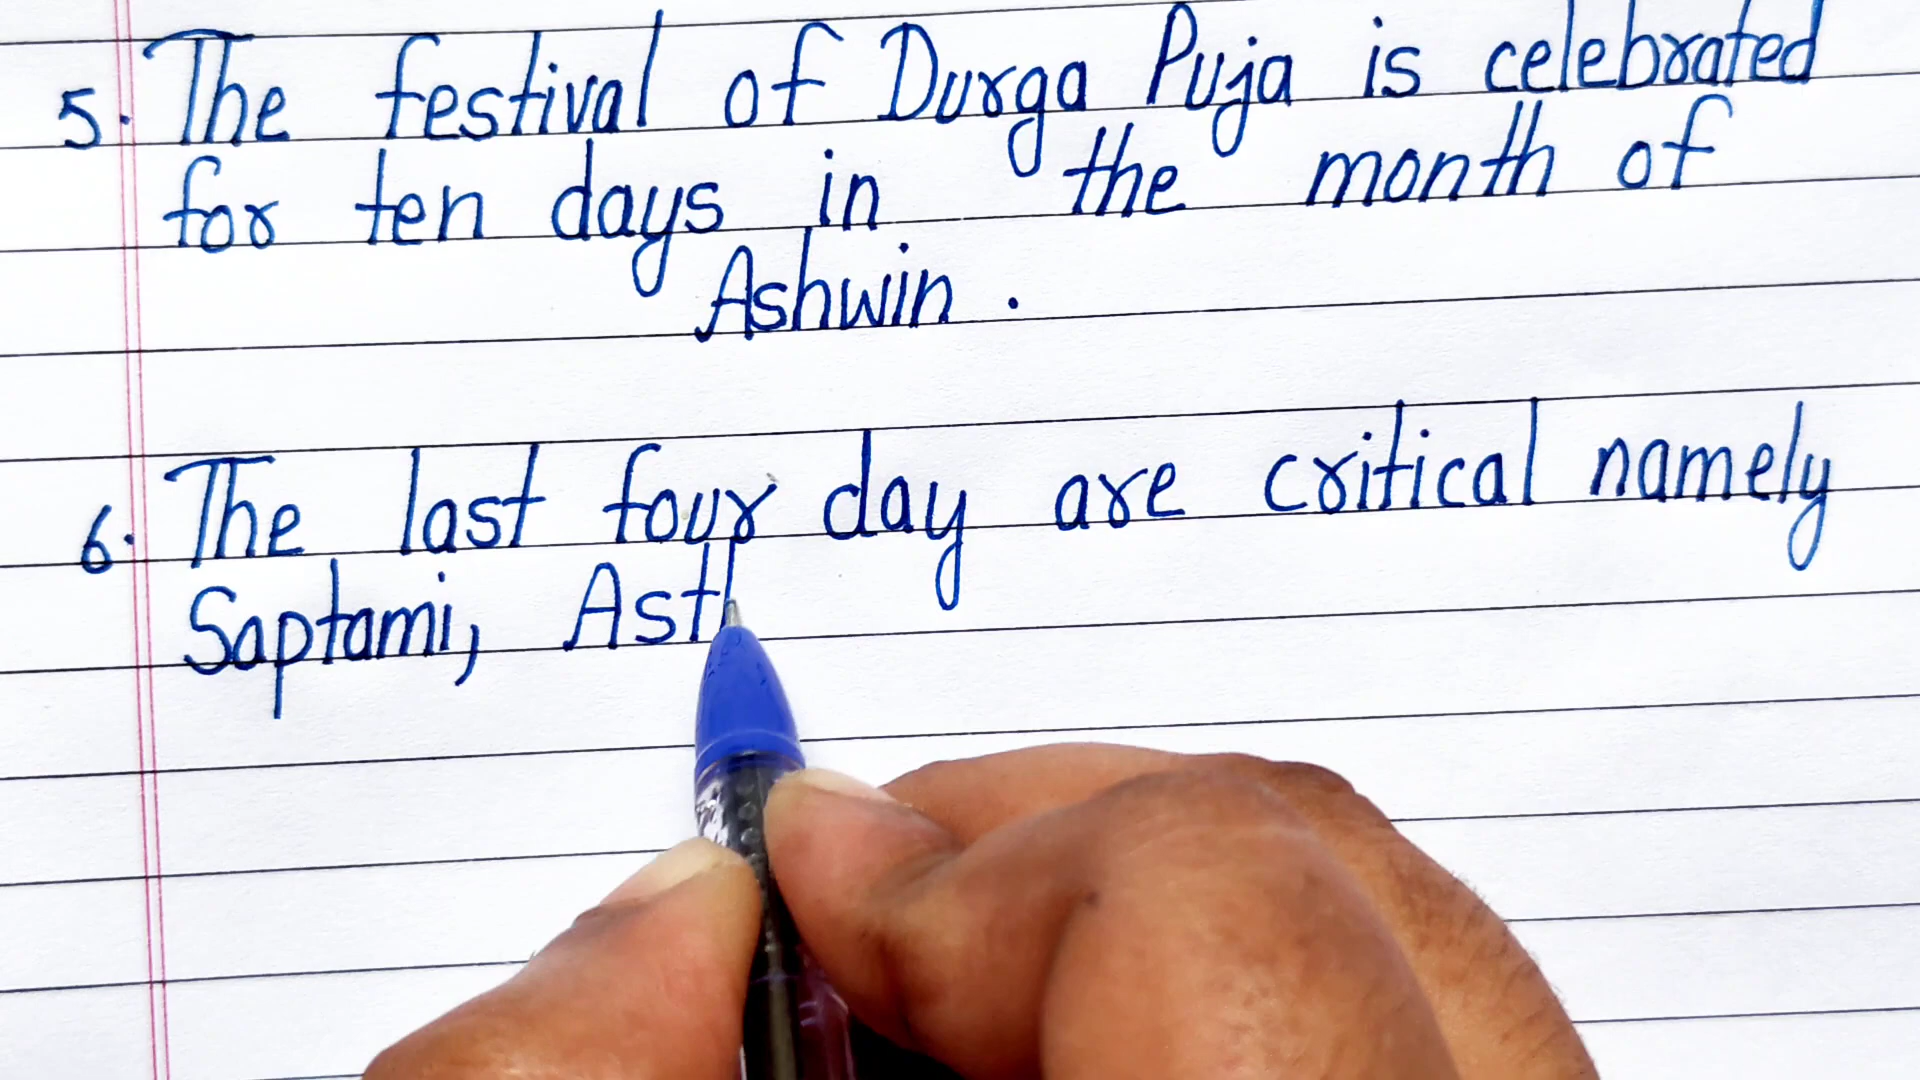 5. The festival of Durga Puja is celebrated
for ten days in the month of
Ashwin.
6. The last four day are critical namely
Saptami, Ast